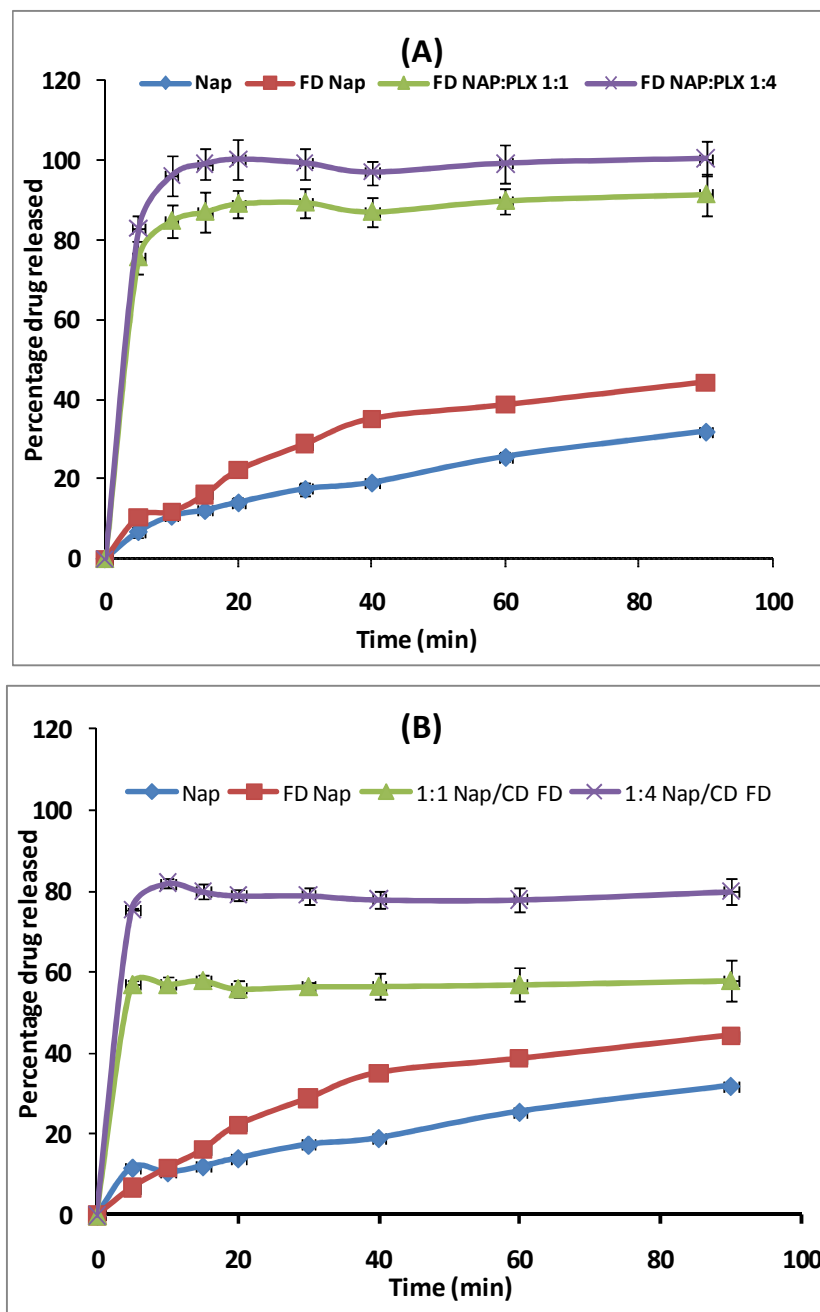 (A)
120
Nap FD Nap FD NAP:PLX 1:1 FD NAP:PLX 1:4
100
80
60
40
20
0
Percentage drug released
0 20 40 60 80 100
Time (min)
(B)
120
Nap FD Nap 1:1 Nap/CD FD 1:4 Nap/CD FD
100
80
60
40
20
0
Percentage drug released
0 20 40 60 80 100
Time (min)